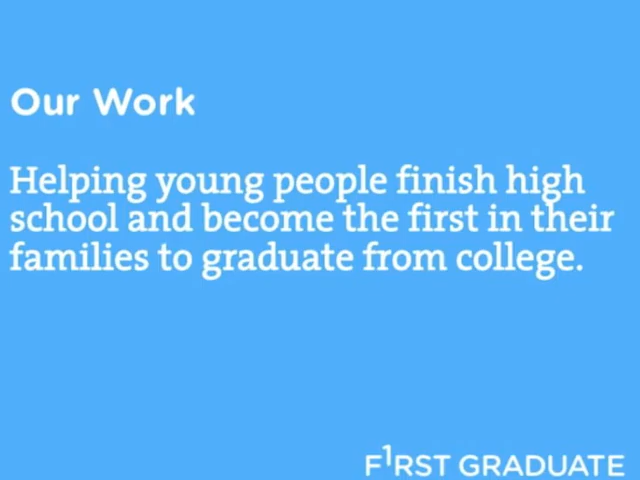 Our Work
Helping young people finish high
school and become the first in their
families to graduate from college.
F1RST GRADUATE